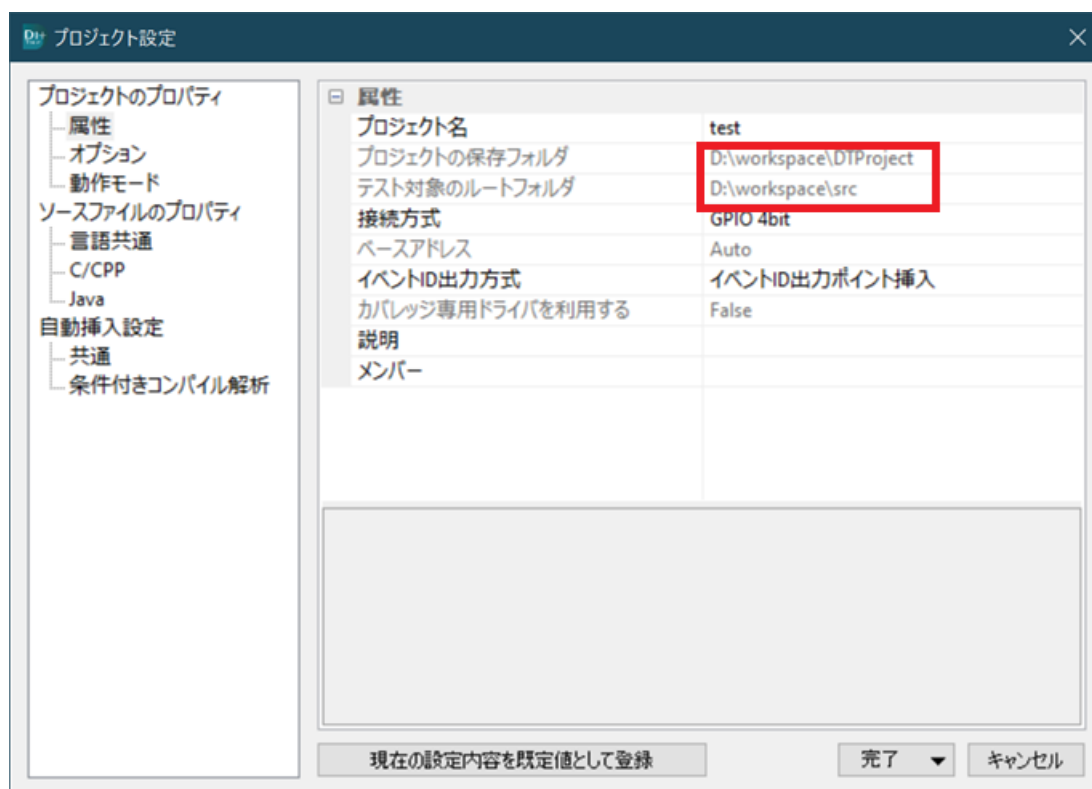 プロジェクト設定
プロジェクトのプロパティ
属性
オプション
動作モード
ソースファイルのプロパティ
言語共通
C/CPP
Java
自動挿入設定
共通
条件付きコンパイル解析
属性
プロジェクト名 test
プロジェクトの保存フォルダ D:\workspace\DTProject
テスト対象のルートフォルダ D:\workspace\src
接続方式 GPIO 4bit
ベースアドレス Auto
イベントID出力方式 イベントID出力ポイント挿入
カバレッジ専用ドライバを利用する False
説明
メンバー
現在の設定内容を既定値として登録 完了 キャンセル